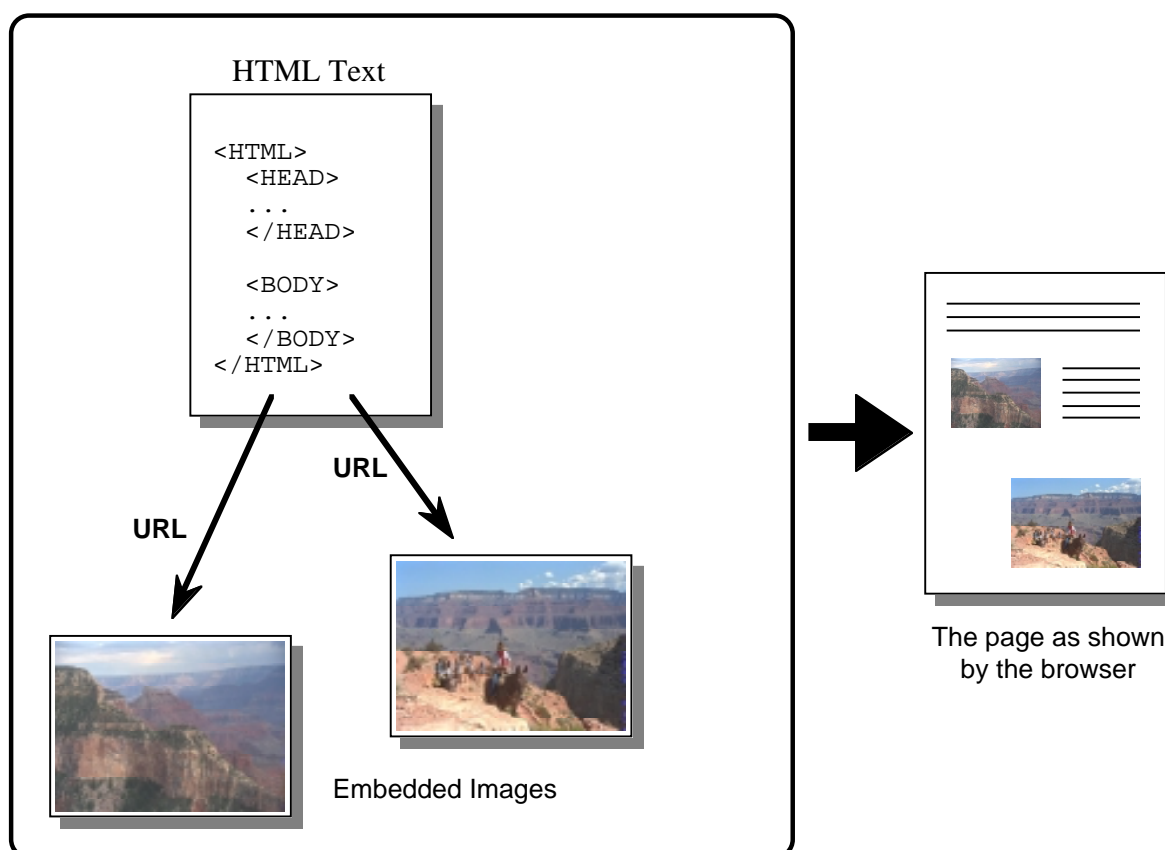 HTML Text
<HTML>
<HEAD>
...
</HEAD>
<BODY>
...
</BODY>
</HTML>
URL
URL
Embedded Images
The page as shown
by the browser